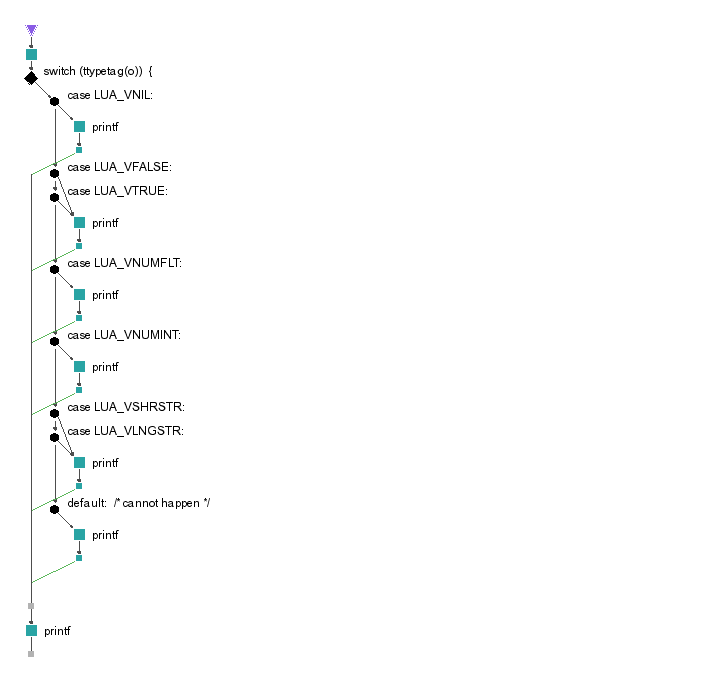 switch (ttypetag(o)) {
case LUA_VNIL:
printf
case LUA_VFALSE:
case LUA_VTRUE:
printf
case LUA_VNUMFLT:
printf
case LUA_VNUMINT:
printf
case LUA_VSHRSTR:
case LUA_VLNGSTR:
printf
default: /* cannot happen */
printf
printf